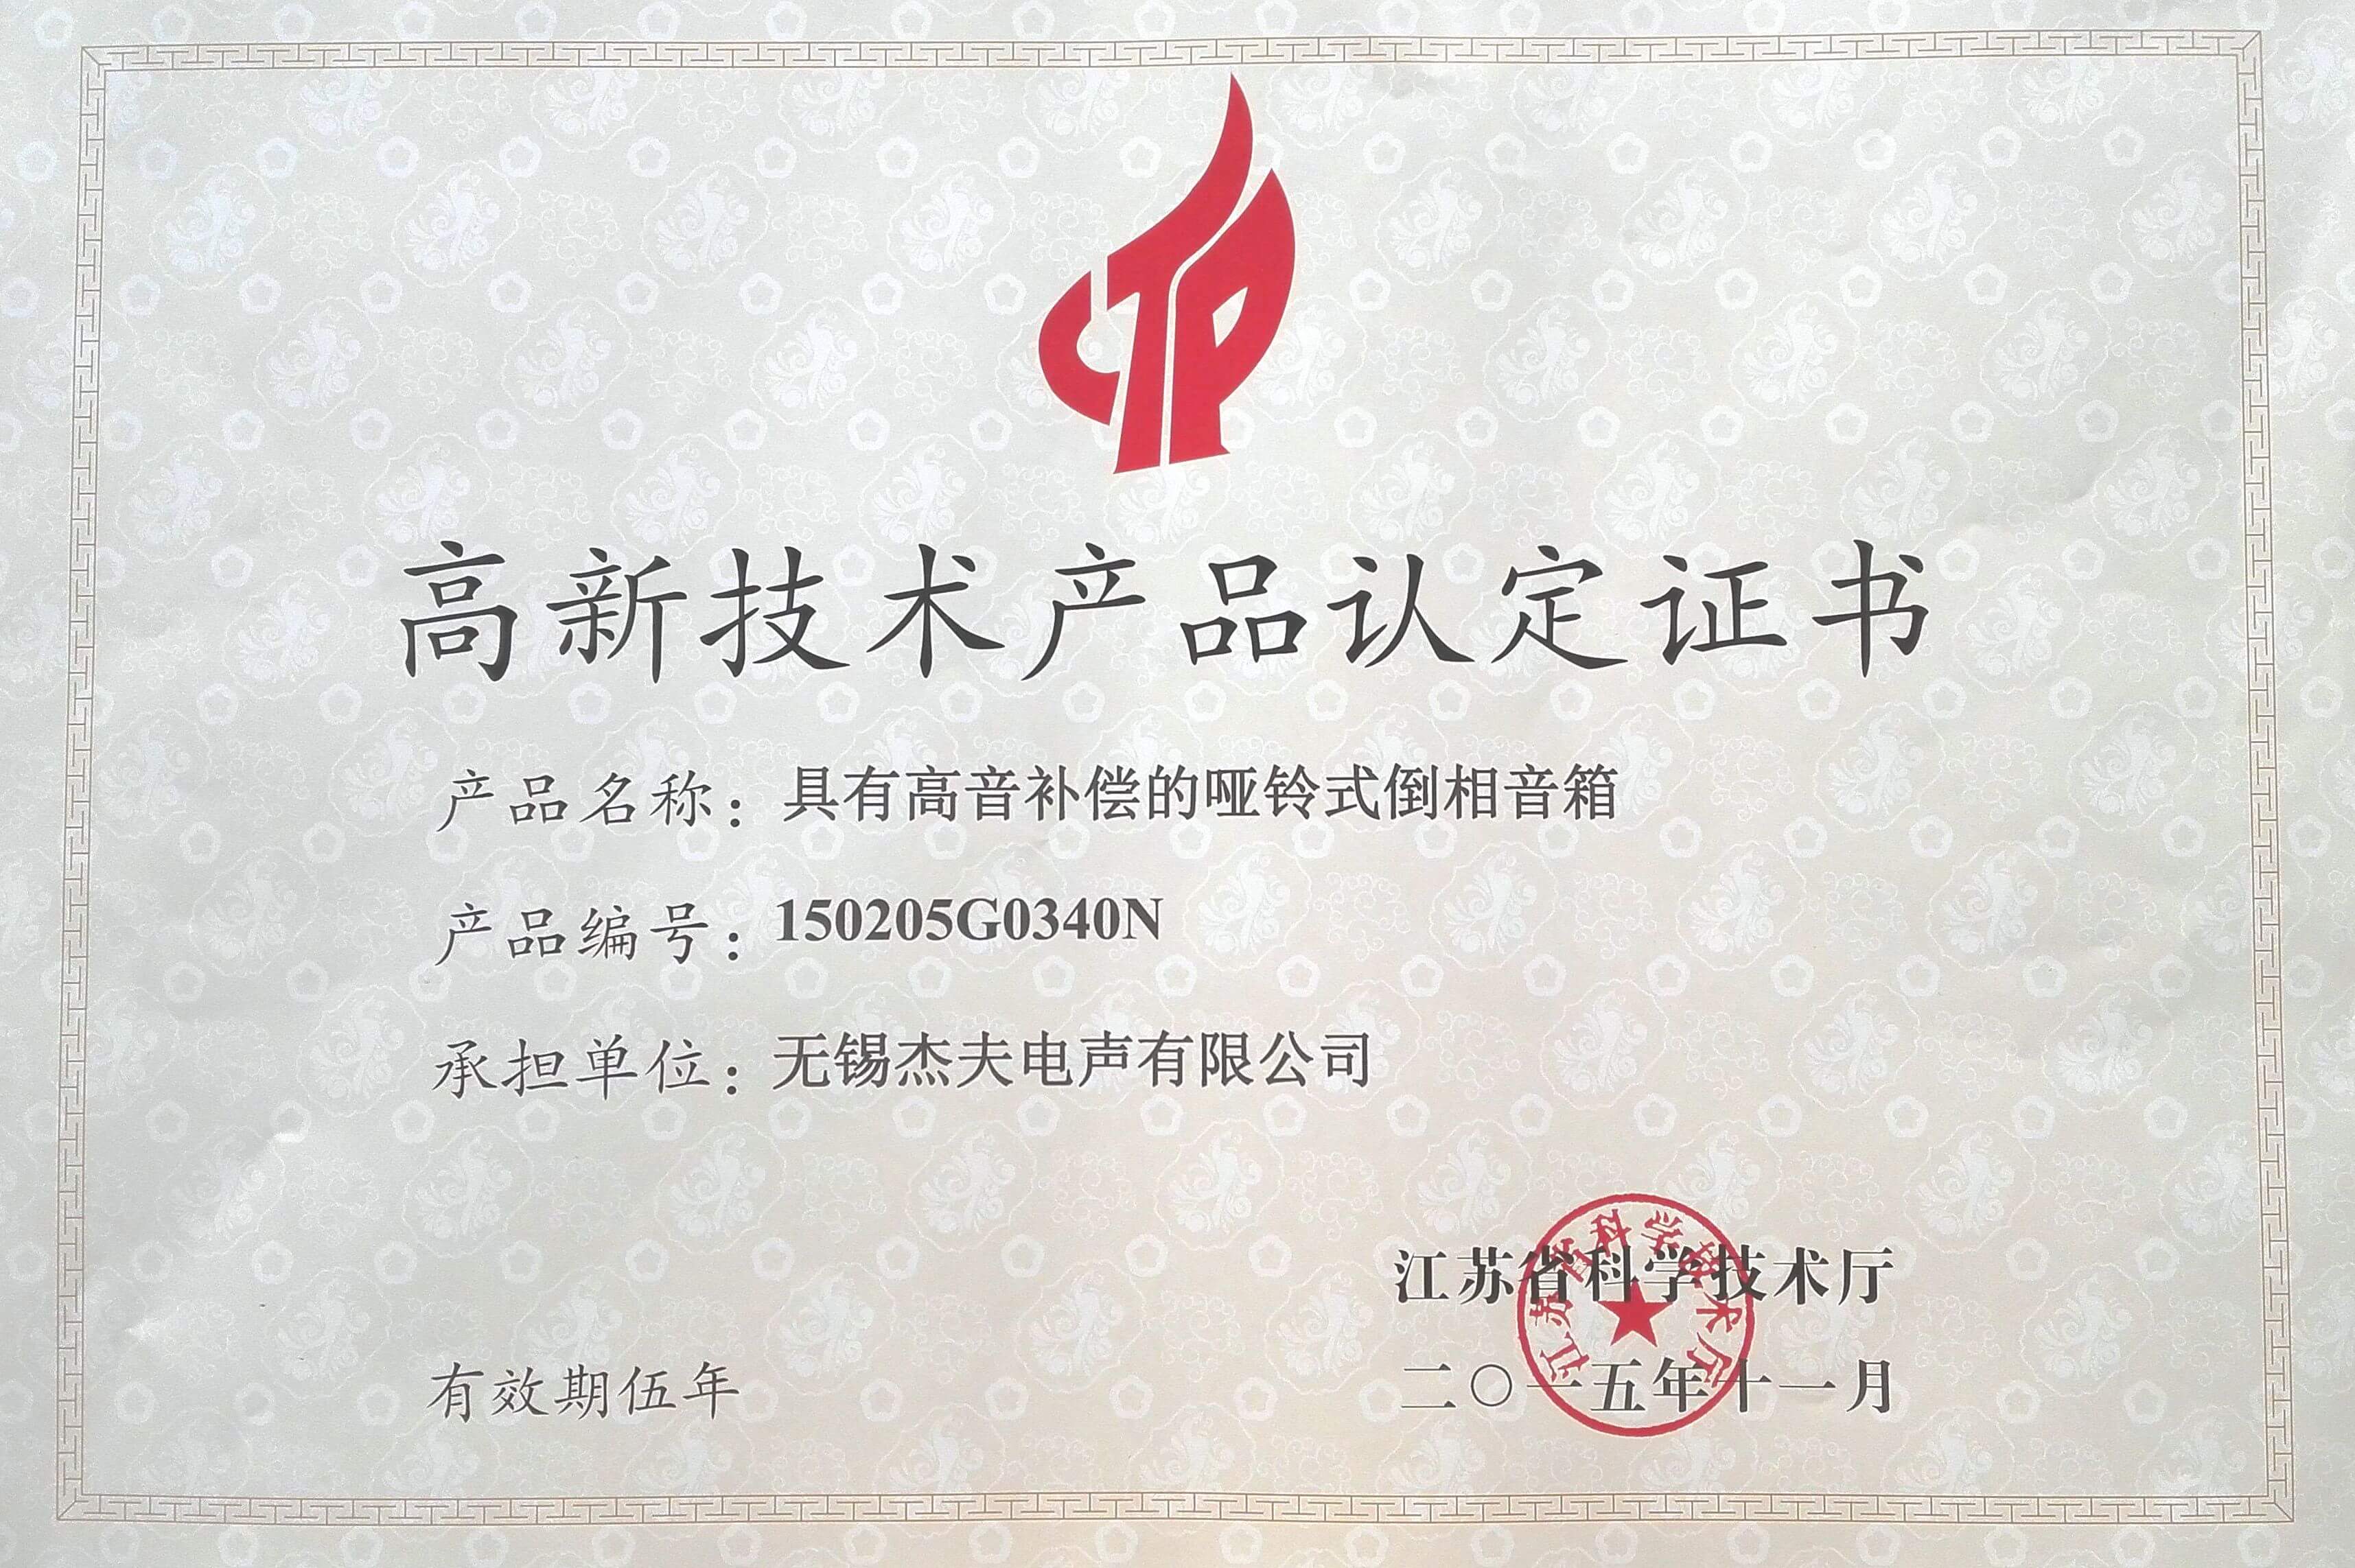 高新技术产品认定证书
产品名称：具有高音补偿的哑铃式倒相音箱
产品编号：150205G0340N
承担单位：无锡杰夫电声有限公司
江苏省科学技术厅
江苏省科学技术厅
有效期伍年
二〇一五年十一月